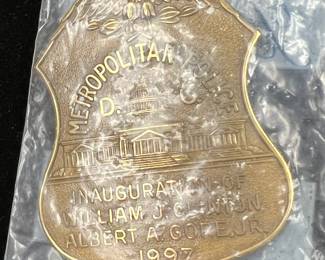 METROPOLITAN POLICE
D. C.
INAUGURATION OF
WILLIAM J. CLINTON
ALBERT A. GORE, JR.
1997